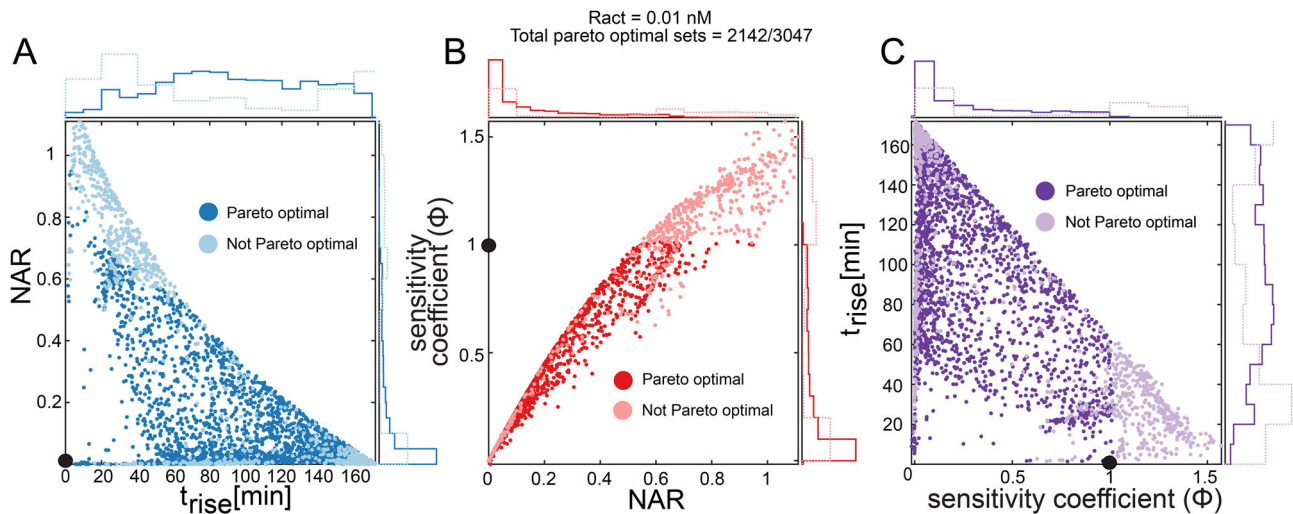 Ract = 0.01 nM
Total pareto optimal sets = 2142/3047
A
NAR
1
0.8
0.6
0.4
0.2
0 20 40 60 80 100 120 140 160
trise[min]
Pareto optimal
Not Pareto optimal
B
sensitivity
coefficient (Φ)
1.5
1
0.5
0 0.2 0.4 0.6 0.8 1
NAR
Pareto optimal
Not Pareto optimal
C
trise[min]
160
140
120
100
80
60
40
20
0 0.5 1.0 1.5
sensitivity coefficient (Φ)
Pareto optimal
Not Pareto optimal